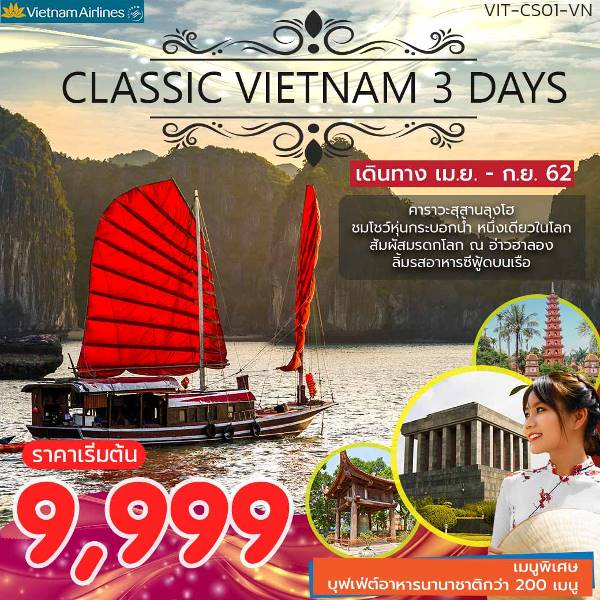 Vietnam Airlines
VIT-CS01-VN
CLASSIC VIETNAM 3 DAYS
เดินทาง เม.ย. - ก.ย. 62
คาราวะสุสานลุงโฮ
ชมโชว์หุ่นกระบอกน้ำ หนึ่งเดียวในโลก
สัมผัสมรดกโลก ณ อ่าวฮาลอง
ลิ้มรสอาหารซีฟู้ดบนเรือ
ราคาเริ่มต้น
9,999
เมนูพิเศษ
บุฟเฟ่ต์อาหารนานาชาติกว่า 200 เมนู